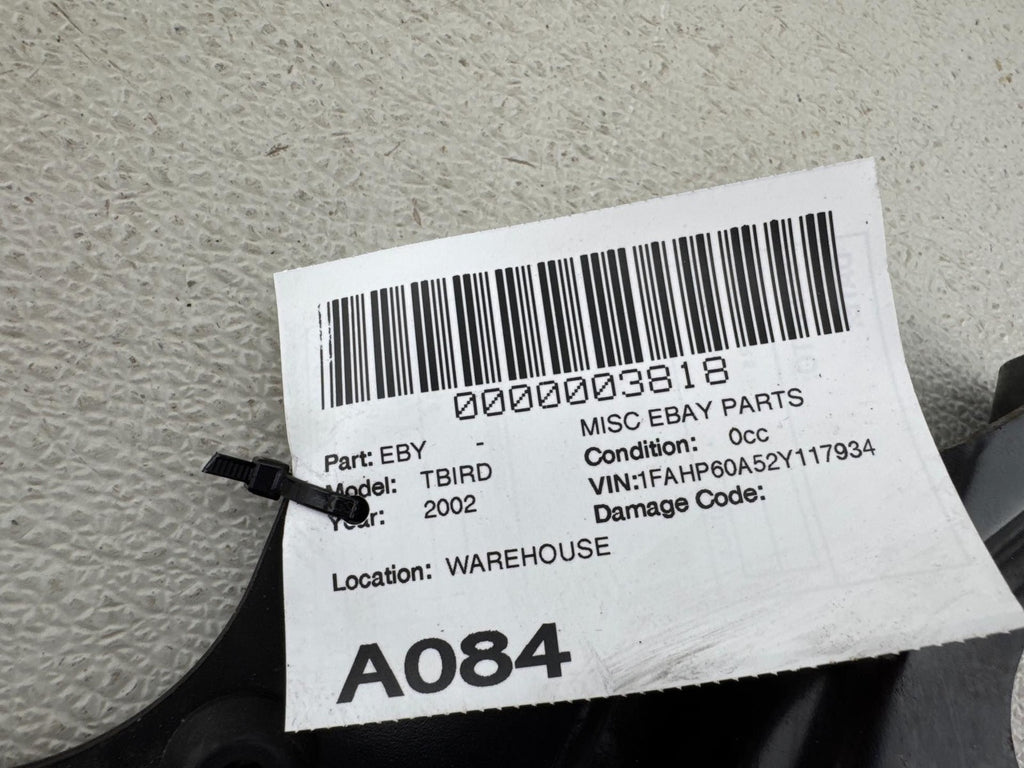 0000003818
Part: EBY - MISC EBAY PARTS
Model: TBIRD Condition: 0cc
Year: 2002 VIN:1FAHP60A52Y117934
Damage Code:
Location: WAREHOUSE
A084